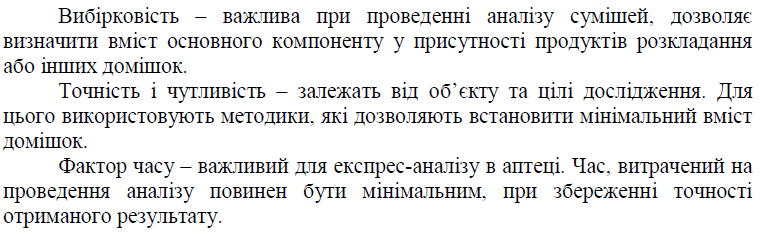 Вибірковість – важлива при проведенні аналізу сумішей, дозволяє
визначити вміст основного компоненту у присутності продуктів розкладання
або інших домішок.
Точність і чутливість – залежать від об’єкту та цілі дослідження. Для
цього використовують методики, які дозволяють встановити мінімальний вміст
домішок.
Фактор часу – важливий для експрес-аналізу в аптеці. Час, витрачений на
проведення аналізу повинен бути мінімальним, при збереженні точності
отриманого результату.